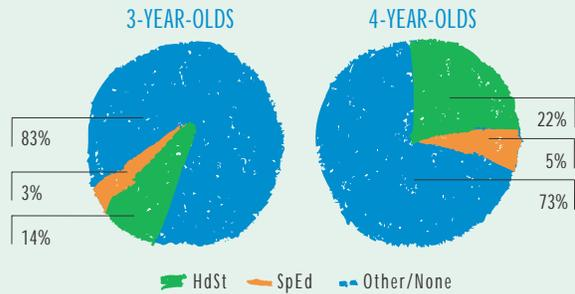 3-YEAR-OLDS
4-YEAR-OLDS
83%
3%
14%
22%
5%
73%
HdSt SpEd Other/None